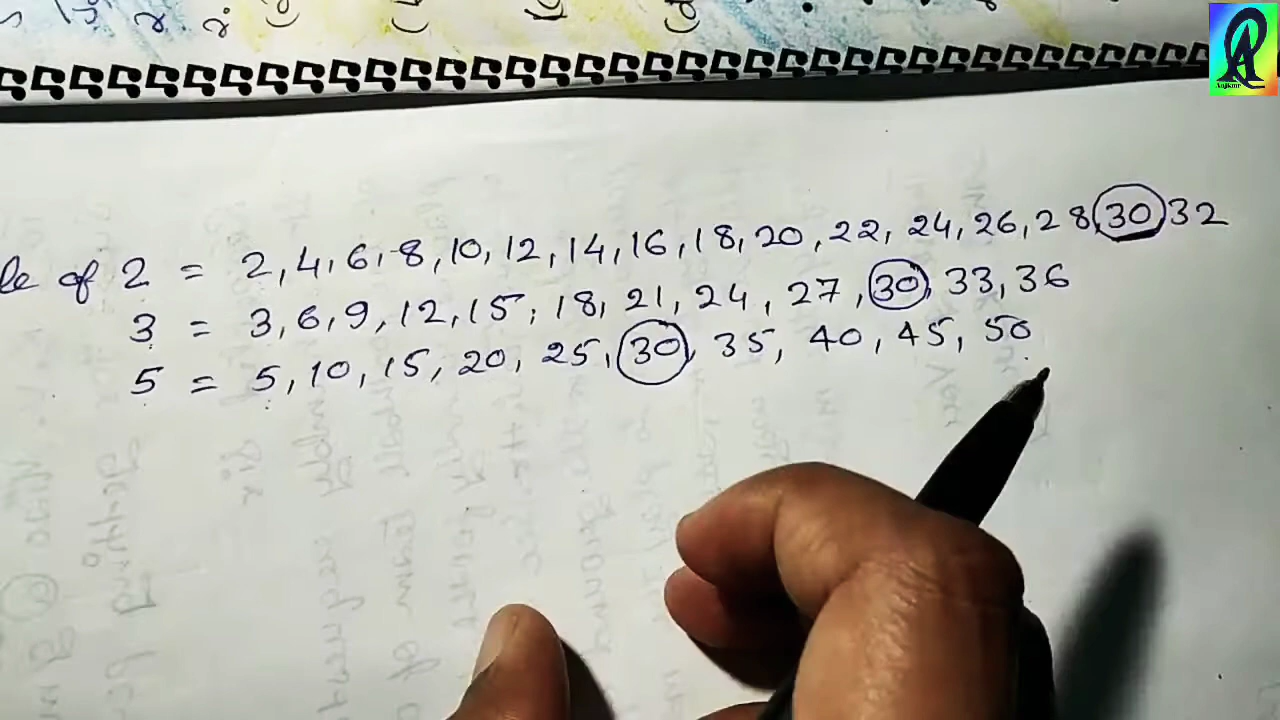 le of 2 = 2, 4, 6, 8, 10, 12, 14, 16, 18, 20, 22, 24, 26, 28, 30 32
3 = 3, 6, 9, 12, 15, 18, 21, 24, 27, 30, 33, 36
5 = 5, 10, 15, 20, 25, 30, 35, 40, 45, 50